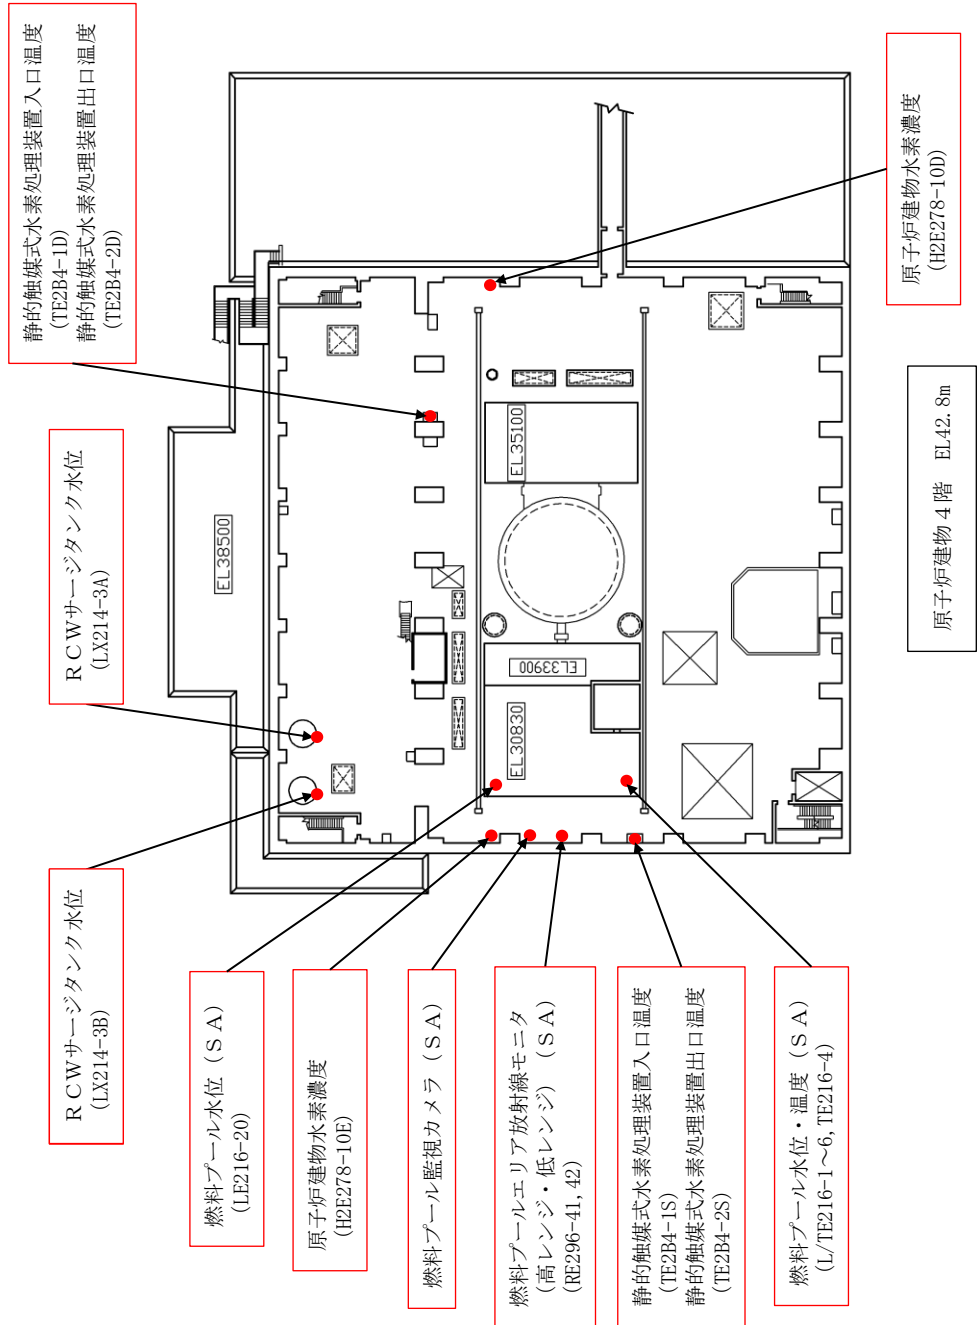 静的触媒式水素処理装置入口温度
(TE2B4-1D)
静的触媒式水素処理装置出口温度
(TE2B4-2D)
RCWサージタンク水位
(LX214-3A)
RCWサージタンク水位
(LX214-3B)
燃料プール水位(SA)
(LE216-20)
原子炉建物水素濃度
(H2E278-10E)
燃料プール監視カメラ(SA)
燃料プールエリア放射線モニタ
(高レンジ・低レンジ)(SA)
(RE296-41,42)
静的触媒式水素処理装置入口温度
(TE2B4-1S)
静的触媒式水素処理装置出口温度
(TE2B4-2S)
燃料プール水位・温度(SA)
(L/TE216-1~6,TE216-4)
原子炉建物水素濃度
(H2E278-10D)
EL38500
EL35100
EL33900
EL30830
原子炉建物4階 EL42.8m